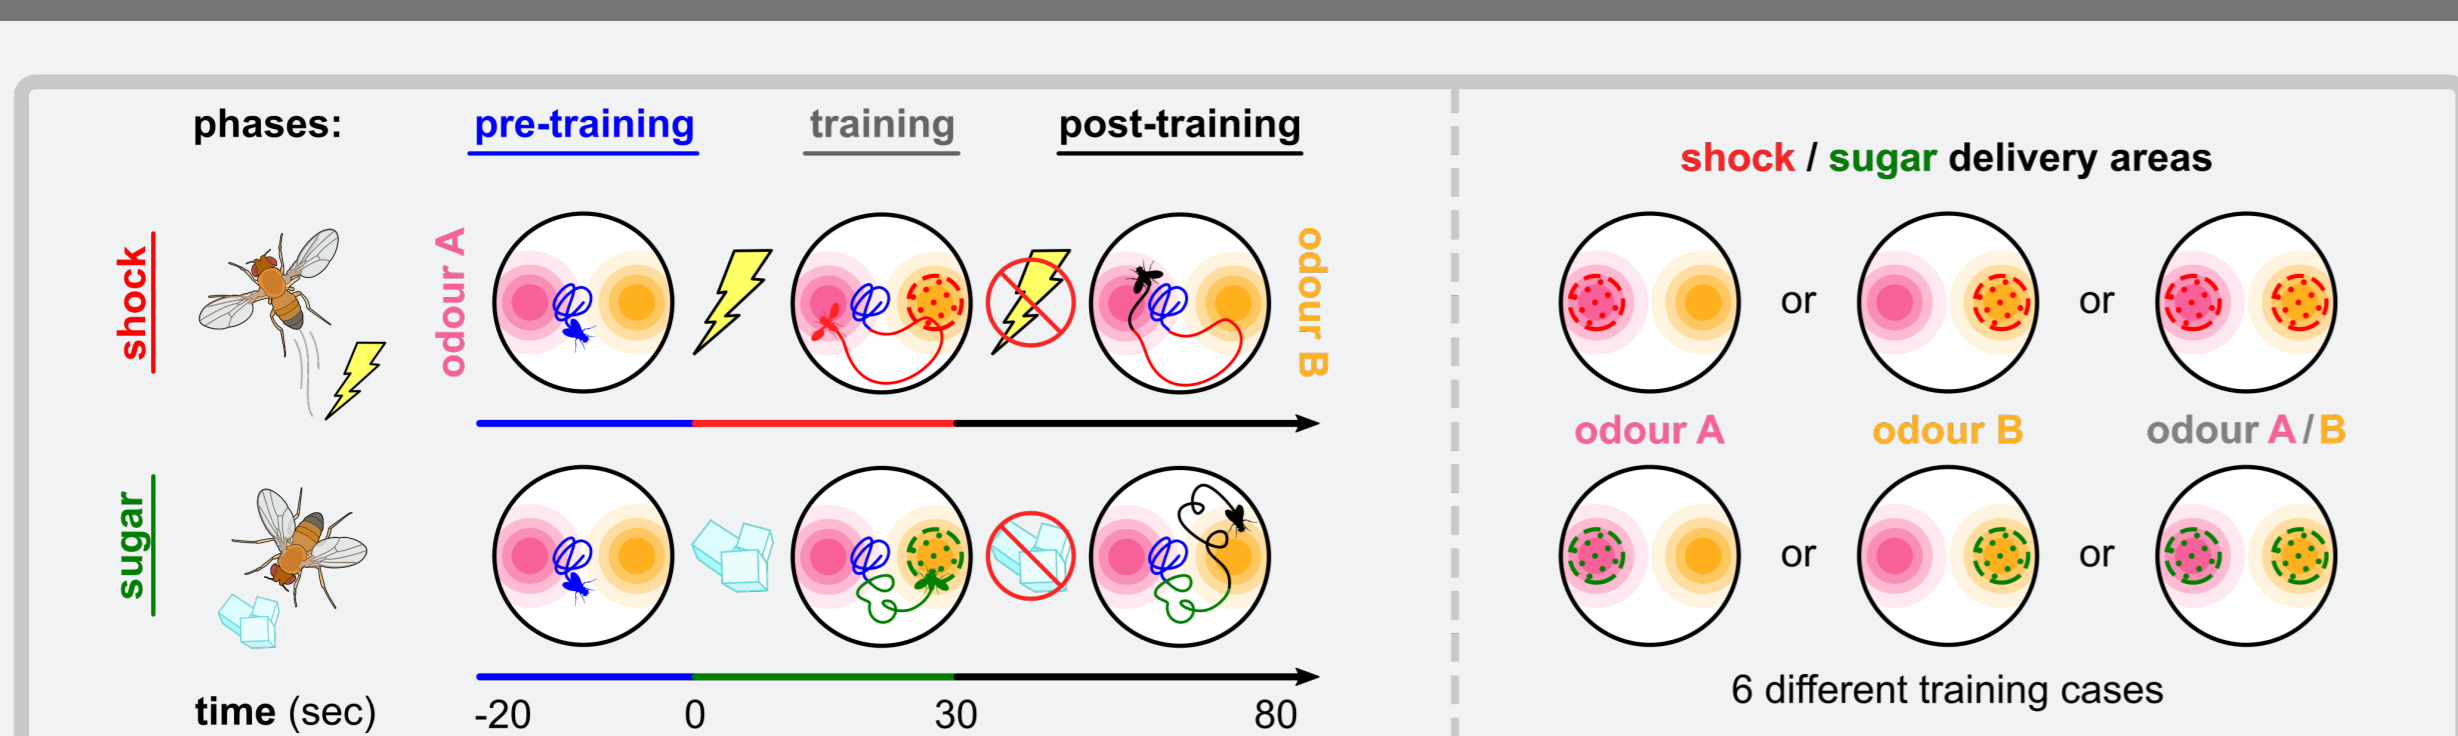 phases:
pre-training
training
post-training
shock / sugar delivery areas
shock
odour A
odour B
or
or
odour A
odour B
odour A / B
sugar
or
or
6 different training cases
time (sec)
-20
0
30
80